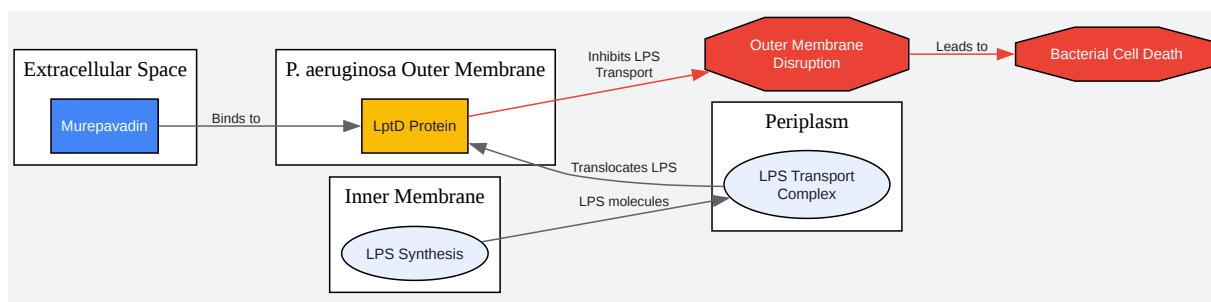 Extracellular Space
Murepavadin
Binds to
P. aeruginosa Outer Membrane
LptD Protein
Inhibits LPS
Transport
Outer Membrane
Disruption
Leads to
Bacterial Cell Death
Periplasm
LPS Transport
Complex
Translocates LPS
Inner Membrane
LPS Synthesis
LPS molecules